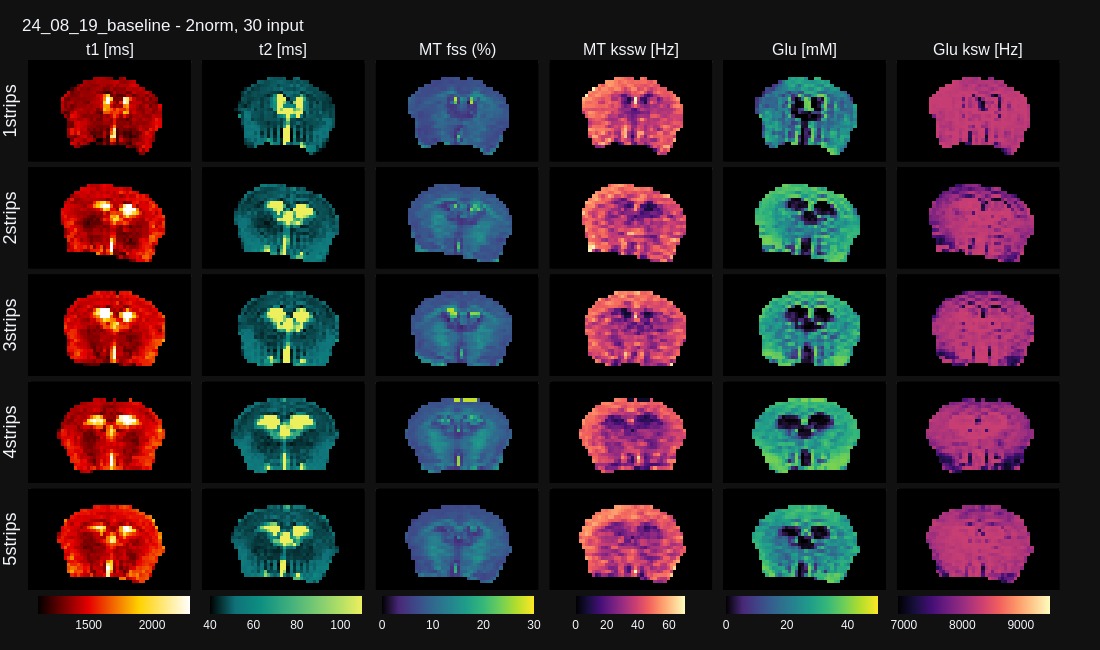 24_08_19_baseline - 2norm, 30 input
t1 [ms] t2 [ms] MT fss (%) MT kssw [Hz] Glu [mM] Glu ksw [Hz]
1strips
2strips
3strips
4strips
5strips
1500 2000 40 60 80 100 0 10 20 30 0 20 40 60 0 20 40 7000 8000 9000